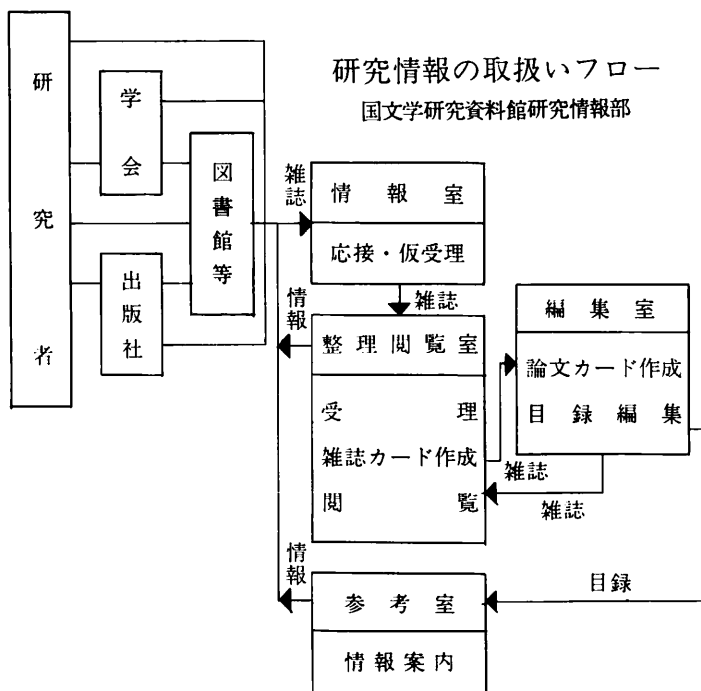 研究情報の取扱いフロー
国文学研究資料館研究情報部
研究者
学会
出版社
図書館等
雑誌
情報室
応接・仮受理
雑誌
情報
整理閲覧室
受理
雑誌カード作成
閲覧
編集室
論文カード作成
目録編集
雑誌
雑誌
情報
目録
参考室
情報案内